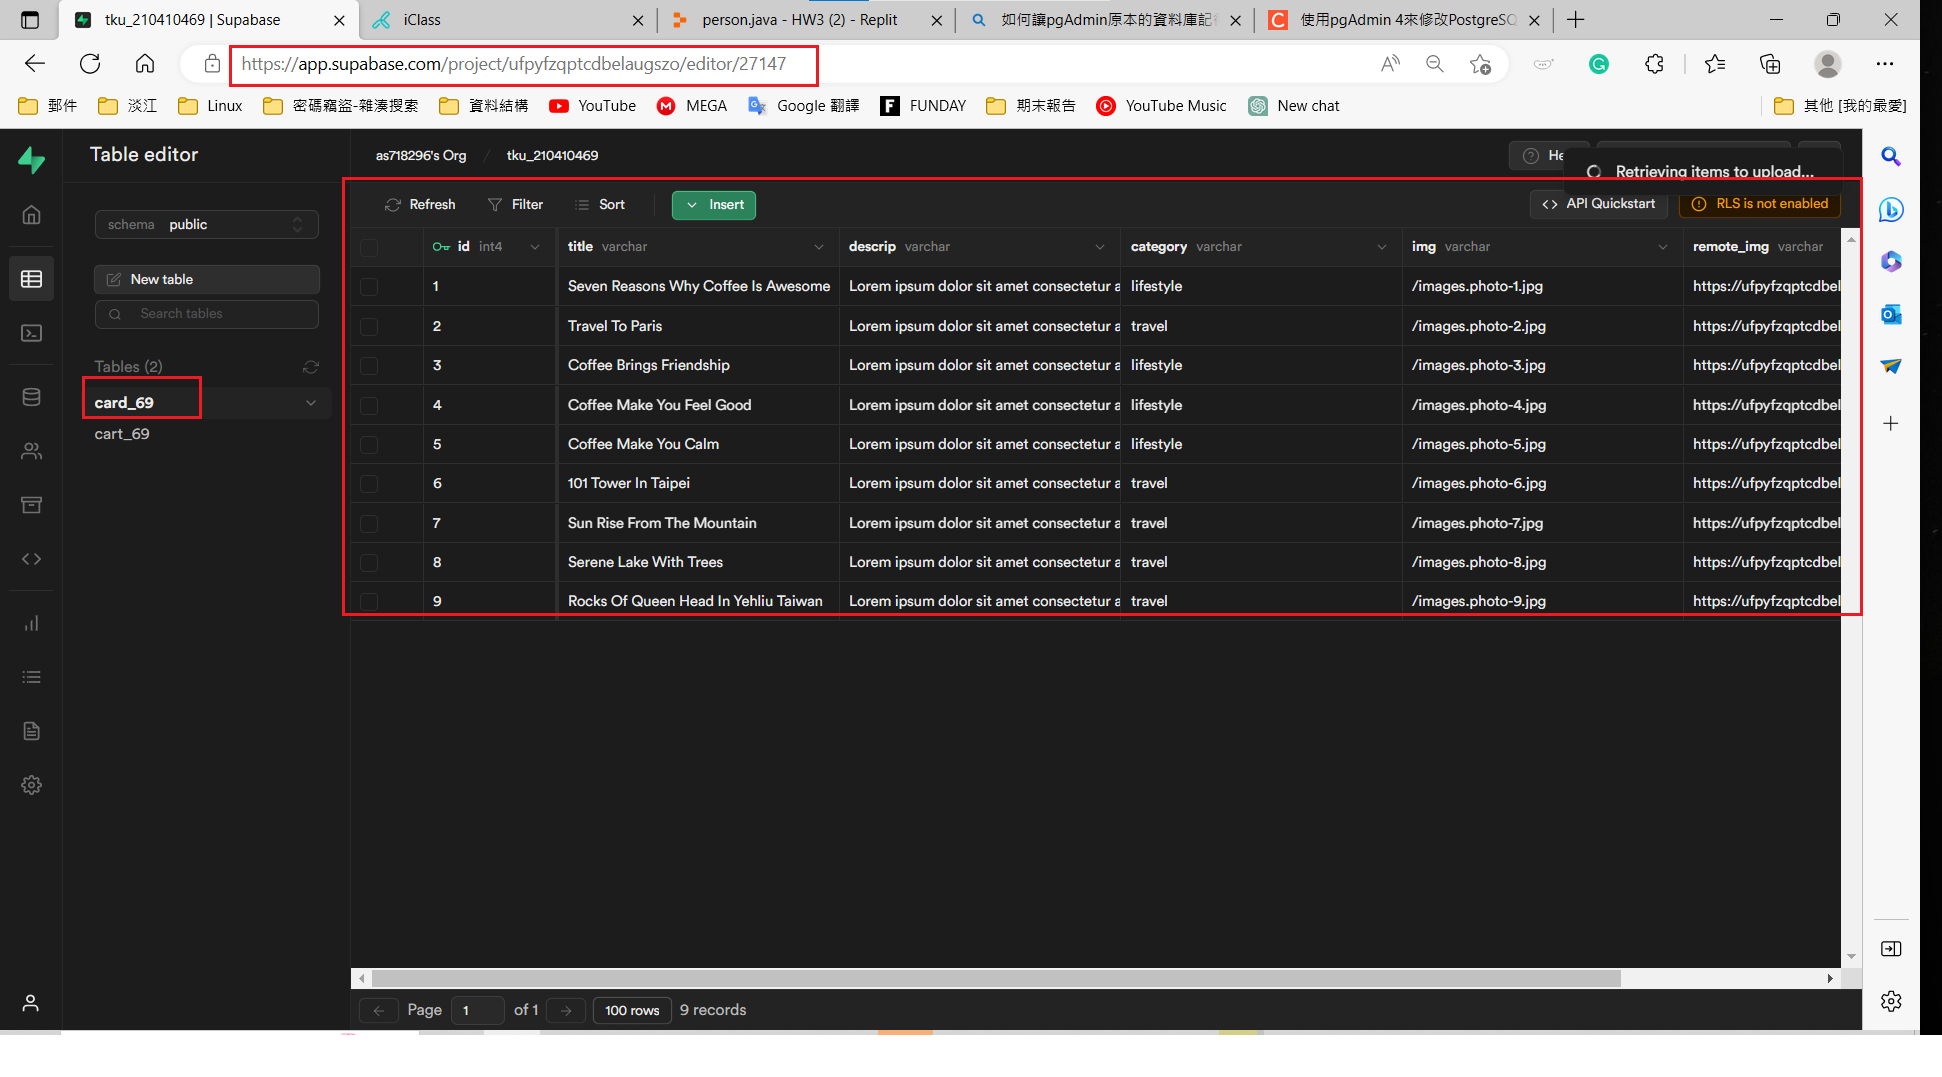 tku_210410469 | Supabase
iClass
person.java - HW3 (2) - Replit
如何讓pgAdmin原本的資料庫記
使用pgAdmin 4來修改PostgreSQ
https://app.supabase.com/project/ufpyfzqptcdbelaugszo/editor/27147
郵件
淡江
Linux
密碼竊盜-雜湊搜索
資料結構
YouTube
MEGA
Google 翻譯
FUNDAY
期末報告
YouTube Music
New chat
其他 [我的最愛]
Table editor
as718296's Org / tku_210410469
He
Retrieving items to upload...
schema public
Refresh
Filter
Sort
Insert
API Quickstart
RLS is not enabled
New table
Search tables
Tables (2)
card_69
cart_69
id int4 title varchar descrip varchar category varchar img varchar remote_img varchar
1 Seven Reasons Why Coffee Is Awesome Lorem ipsum dolor sit amet consectetur a lifestyle /images.photo-1.jpg https://ufpyfzqptcdbel
2 Travel To Paris Lorem ipsum dolor sit amet consectetur a travel /images.photo-2.jpg https://ufpyfzqptcdbel
3 Coffee Brings Friendship Lorem ipsum dolor sit amet consectetur a lifestyle /images.photo-3.jpg https://ufpyfzqptcdbel
4 Coffee Make You Feel Good Lorem ipsum dolor sit amet consectetur a lifestyle /images.photo-4.jpg https://ufpyfzqptcdbel
5 Coffee Make You Calm Lorem ipsum dolor sit amet consectetur a lifestyle /images.photo-5.jpg https://ufpyfzqptcdbel
6 101 Tower In Taipei Lorem ipsum dolor sit amet consectetur a travel /images.photo-6.jpg https://ufpyfzqptcdbel
7 Sun Rise From The Mountain Lorem ipsum dolor sit amet consectetur a travel /images.photo-7.jpg https://ufpyfzqptcdbel
8 Serene Lake With Trees Lorem ipsum dolor sit amet consectetur a travel /images.photo-8.jpg https://ufpyfzqptcdbel
9 Rocks Of Queen Head In Yehliu Taiwan Lorem ipsum dolor sit amet consectetur a travel /images.photo-9.jpg https://ufpyfzqptcdbel
Page 1 of 1 100 rows 9 records